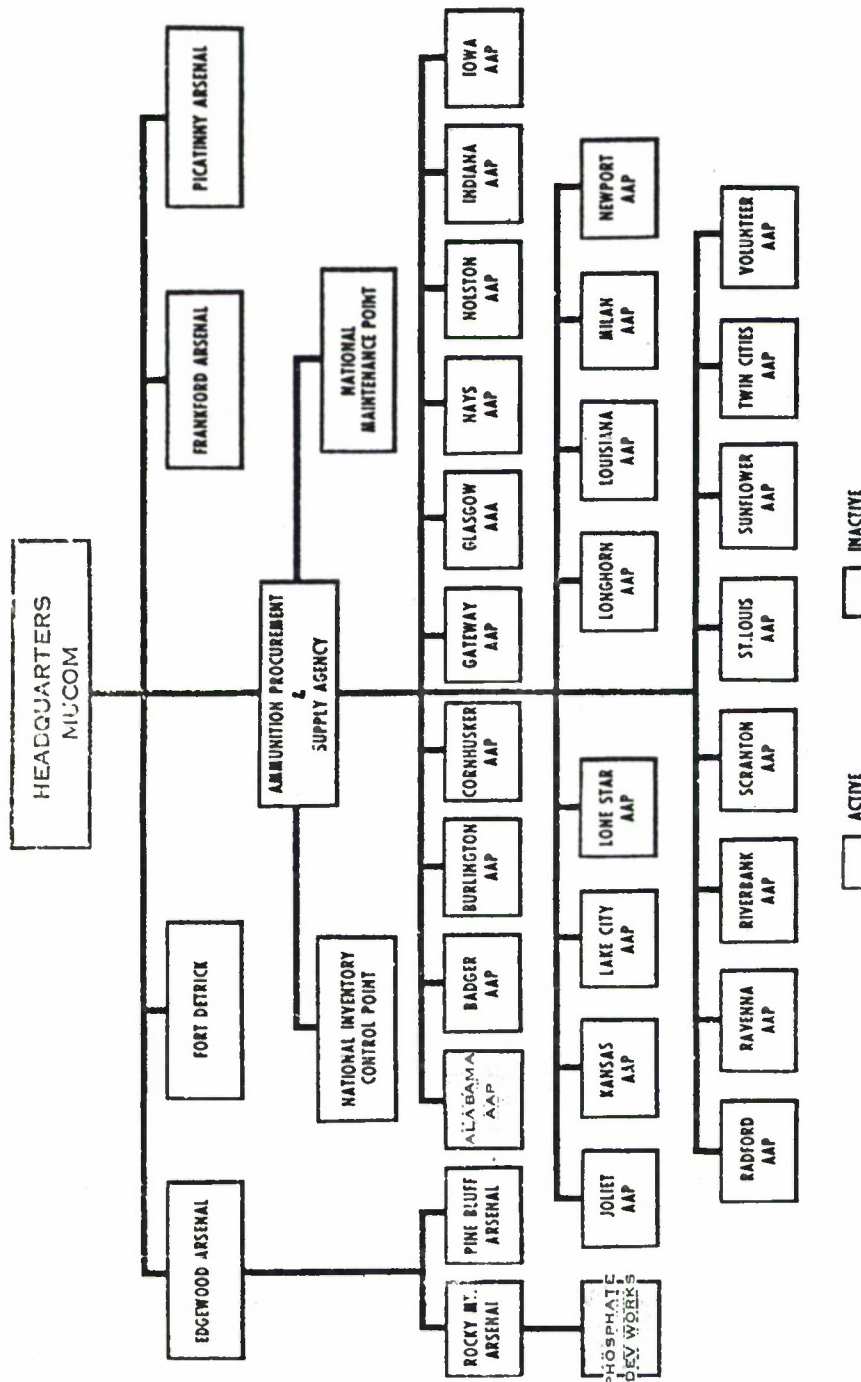 HEADQUARTERS
MUCOM
EDGEWOOD ARSENAL
FORT DETRICK
FRANKFORD ARSENAL
PICATINNY ARSENAL
AMMUNITION PROCUREMENT
&
SUPPLY AGENCY
NATIONAL INVENTORY
CONTROL POINT
NATIONAL
MAINTENANCE POINT
ROCKY MT.
ARSENAL
PINE BLUFF
ARSENAL
ALABAMA
AAP
BADGER
AAP
BURLINGTON
AAP
CORNHUSKER
AAP
GATEWAY
AAP
GLASGOW
AAA
NAYS
AAP
NOLSTON
AAP
INDIANA
AAP
IOWA
AAP
PHOSPHATE
DEV WORKS
JOLIET
AAP
KANSAS
AAP
LAKE CITY
AAP
LONE STAR
AAP
LONGHORN
AAP
LOUISIANA
AAP
MILAN
AAP
NEWPORT
AAP
RADFORD
AAP
RAVENNA
AAP
RIVERBANK
AAP
SCRANTON
AAP
ST.LOUIS
AAP
SUNFLOWER
AAP
TWIN CITIES
AAP
VOLUNTEER
AAP
ACTIVE
INACTIVE